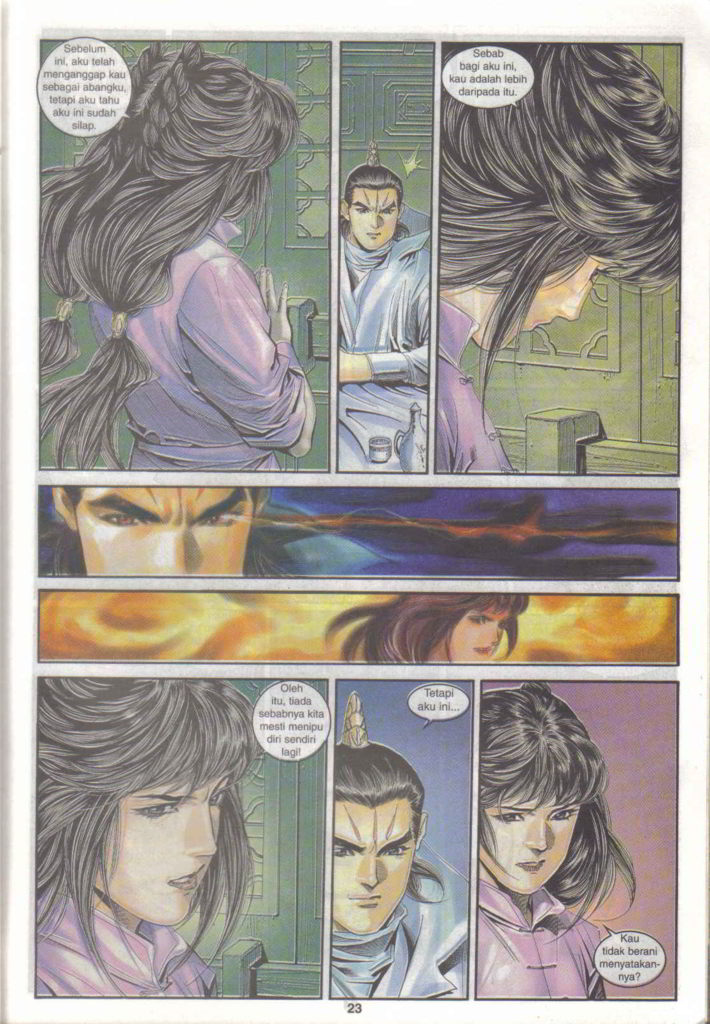 Sebelum
ini, aku telah
menganggap kau
sebagai abangku,
tetapi aku tahu
aku ini sudah
silap.
Sebab
bagi aku ini,
kau adalah lebih
daripada itu.
Oleh
itu, tiada
sebabnya kita
mesti menipu
diri sendiri
lagi!
Tetapi
aku ini...
Kau
tidak berani
menyatakan-
nya?
23